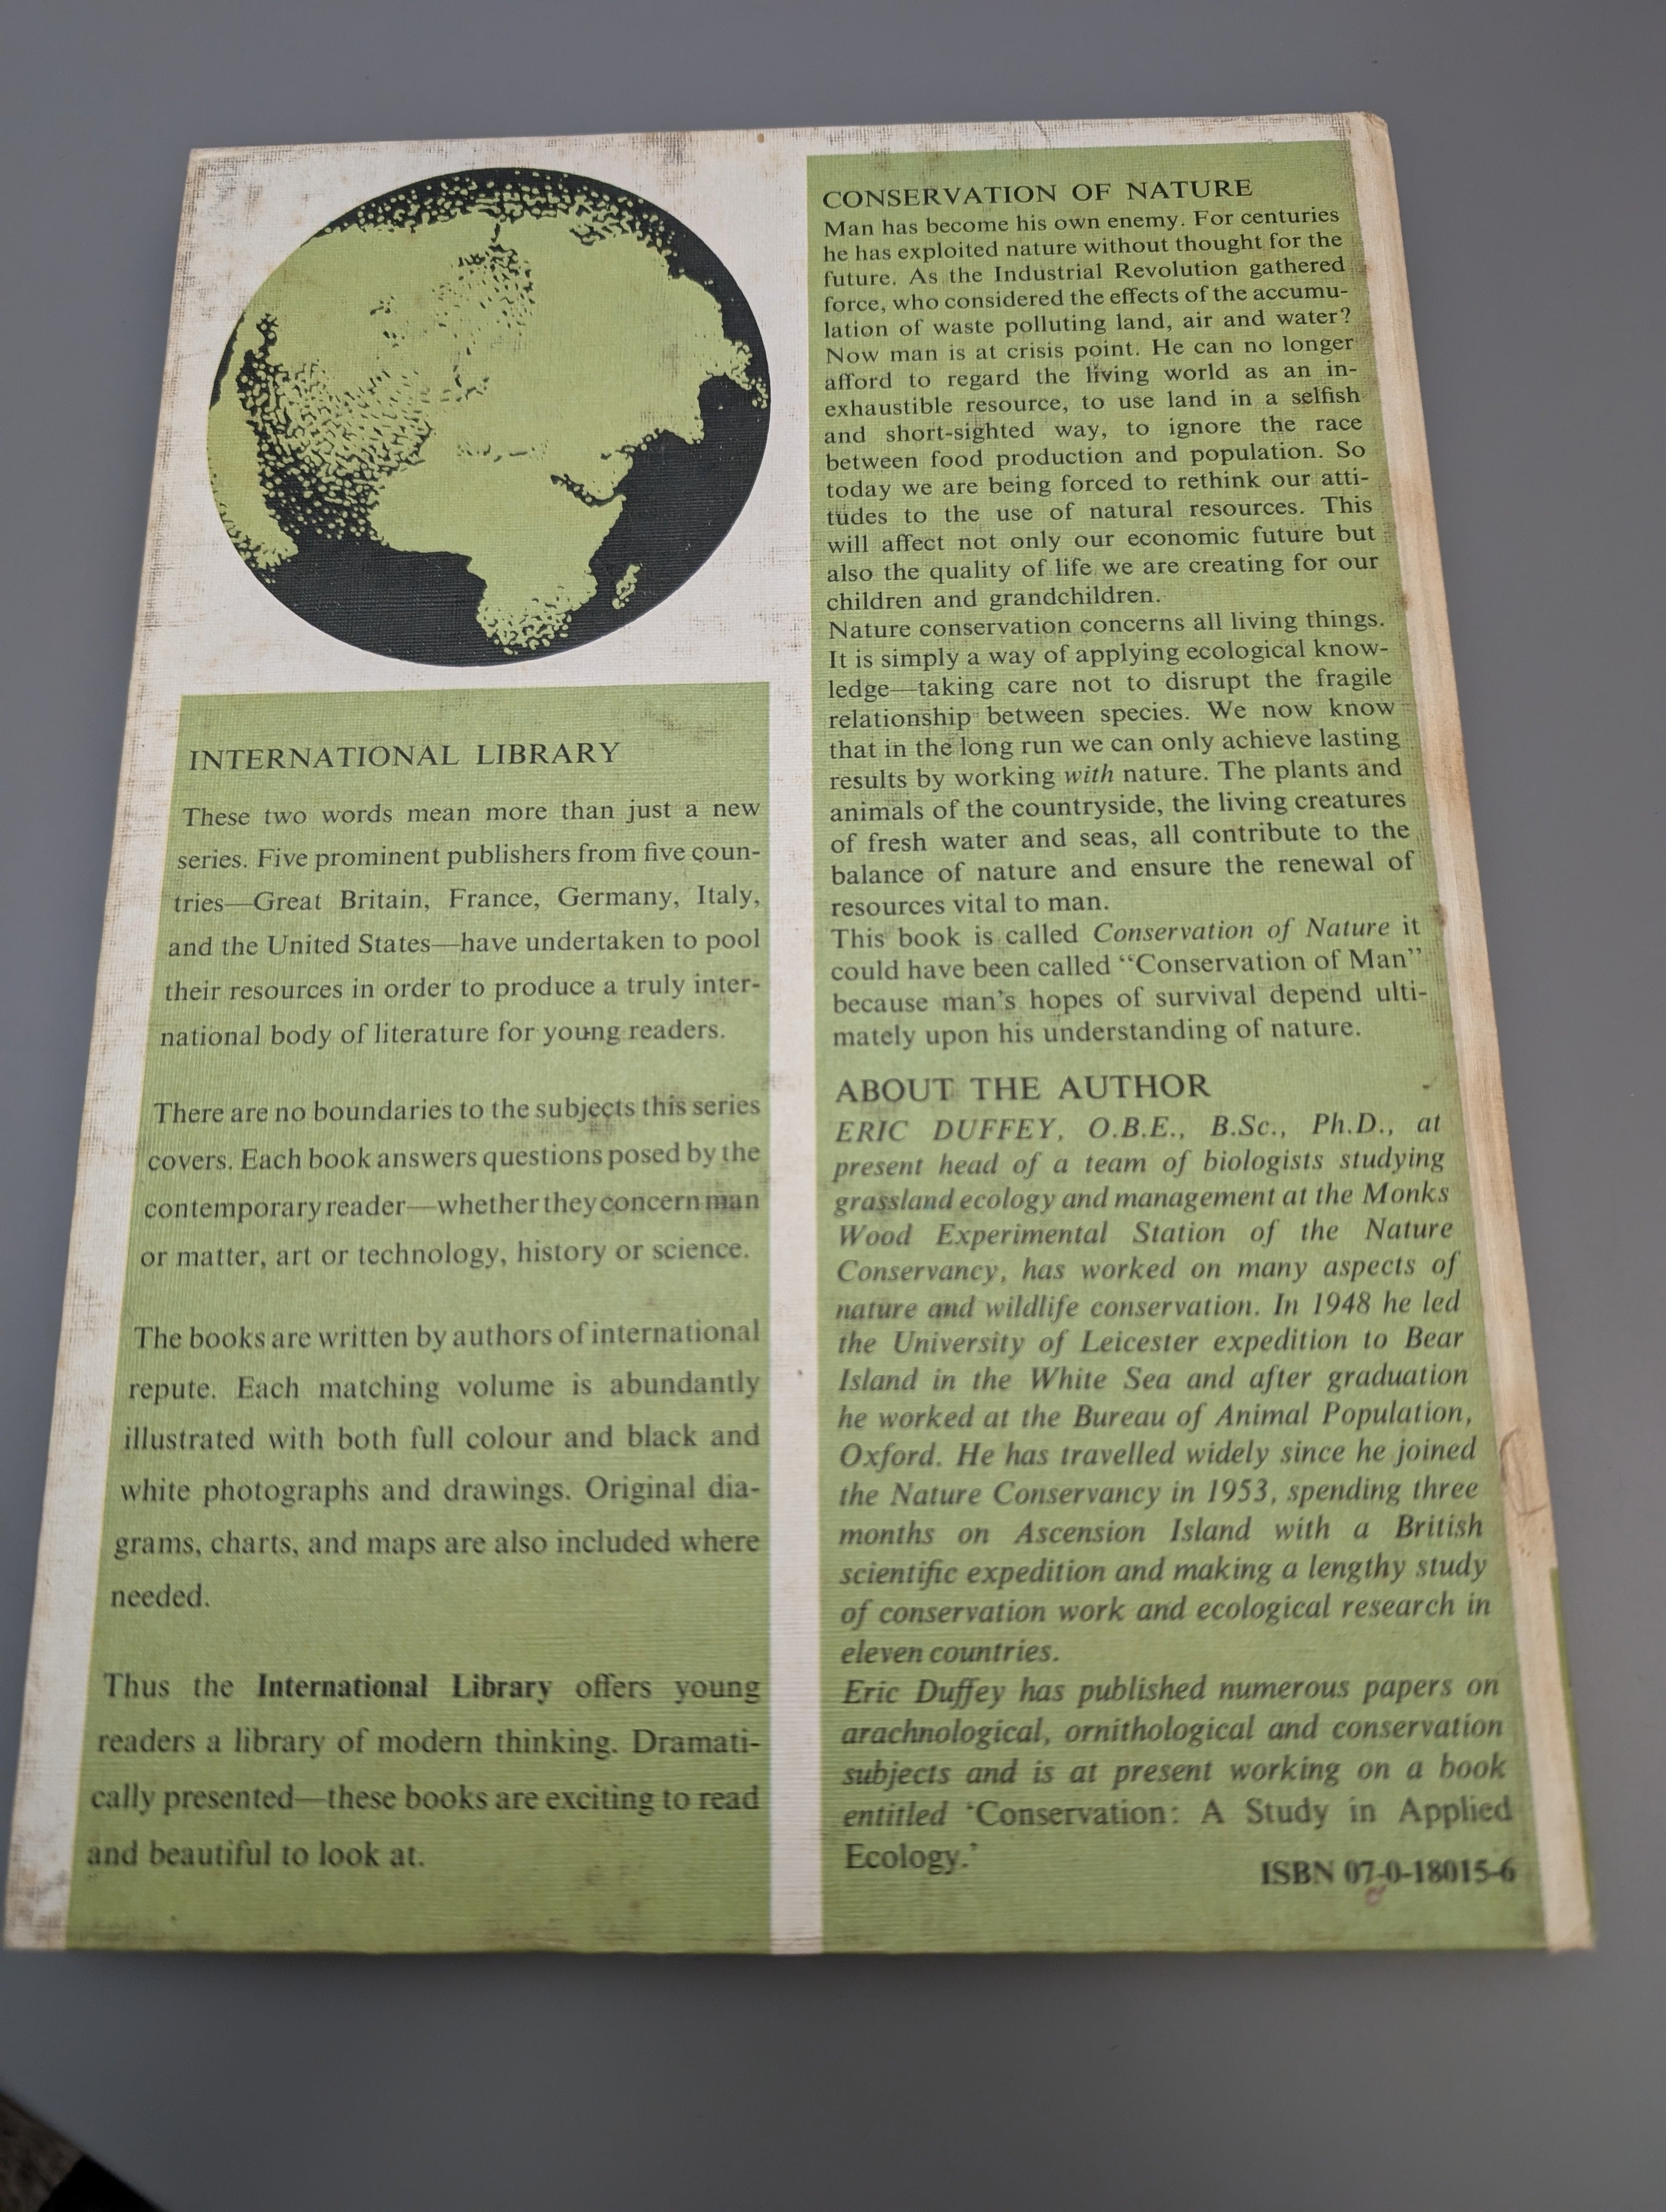 INTERNATIONAL LIBRARY
These two words mean more than just a new
series. Five prominent publishers from five coun-
tries—Great Britain, France, Germany, Italy,
and the United States—have undertaken to pool
their resources in order to produce a truly inter-
national body of literature for young readers.
There are no boundaries to the subjects this series
covers. Each book answers questions posed by the
contemporary reader—whether they concern man
or matter, art or technology, history or science.
The books are written by authors of international
repute. Each matching volume is abundantly
illustrated with both full colour and black and
white photographs and drawings. Original dia-
grams, charts, and maps are also included where
needed.
Thus the International Library offers young
readers a library of modern thinking. Dramati-
cally presented—these books are exciting to read
and beautiful to look at.
CONSERVATION OF NATURE
Man has become his own enemy. For centuries
he has exploited nature without thought for the
future. As the Industrial Revolution gathered
force, who considered the effects of the accumu-
lation of waste polluting land, air and water?
Now man is at crisis point. He can no longer
afford to regard the living world as an in-
exhaustible resource, to use land in a selfish
and short-sighted way, to ignore the race
between food production and population. So
today we are being forced to rethink our atti-
tudes to the use of natural resources. This
will affect not only our economic future but
also the quality of life we are creating for our
children and grandchildren.
Nature conservation concerns all living things.
It is simply a way of applying ecological know-
ledge—taking care not to disrupt the fragile
relationship between species. We now know
that in the long run we can only achieve lasting
results by working with nature. The plants and
animals of the countryside, the living creatures
of fresh water and seas, all contribute to the
balance of nature and ensure the renewal of
resources vital to man.
This book is called Conservation of Nature it
could have been called “Conservation of Man”
because man's hopes of survival depend ulti-
mately upon his understanding of nature.
ABOUT THE AUTHOR
ERIC DUFFEY, O.B.E., B.Sc., Ph.D., at
present head of a team of biologists studying
grassland ecology and management at the Monks
Wood Experimental Station of the Nature
Conservancy, has worked on many aspects of
nature and wildlife conservation. In 1948 he led
the University of Leicester expedition to Bear
Island in the White Sea and after graduation
he worked at the Bureau of Animal Population,
Oxford. He has travelled widely since he joined
the Nature Conservancy in 1953, spending three
months on Ascension Island with a British
scientific expedition and making a lengthy study
of conservation work and ecological research in
eleven countries.
Eric Duffey has published numerous papers on
arachnological, ornithological and conservation
subjects and is at present working on a book
entitled ‘Conservation: A Study in Applied
Ecology.’
ISBN 07-0-18015-6